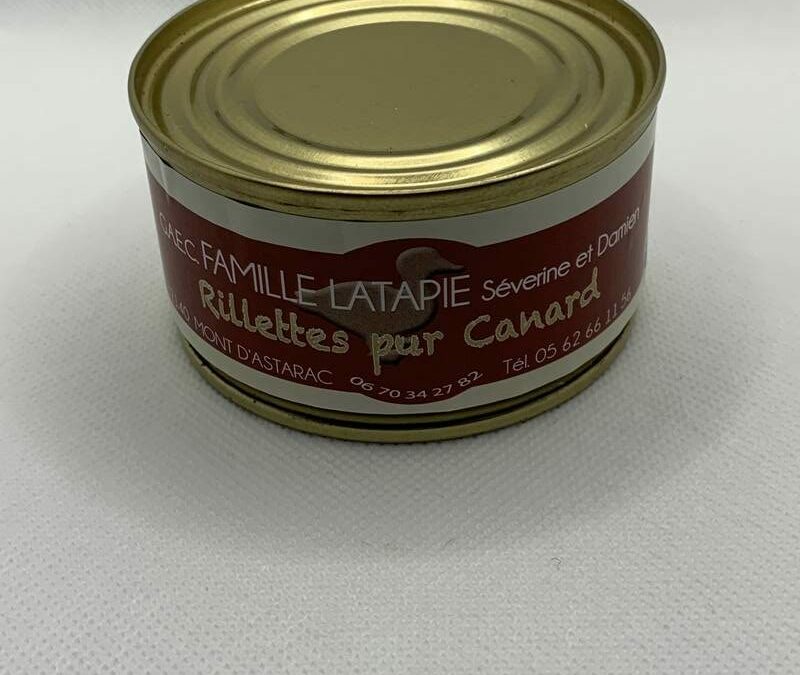 GAEC FAMILLE LATAPIE Séverine et Damien
Rillettes pur Canard
MONT D'ASTARAC 06 70 34 27 82 Tél. 05 62 66 11 56